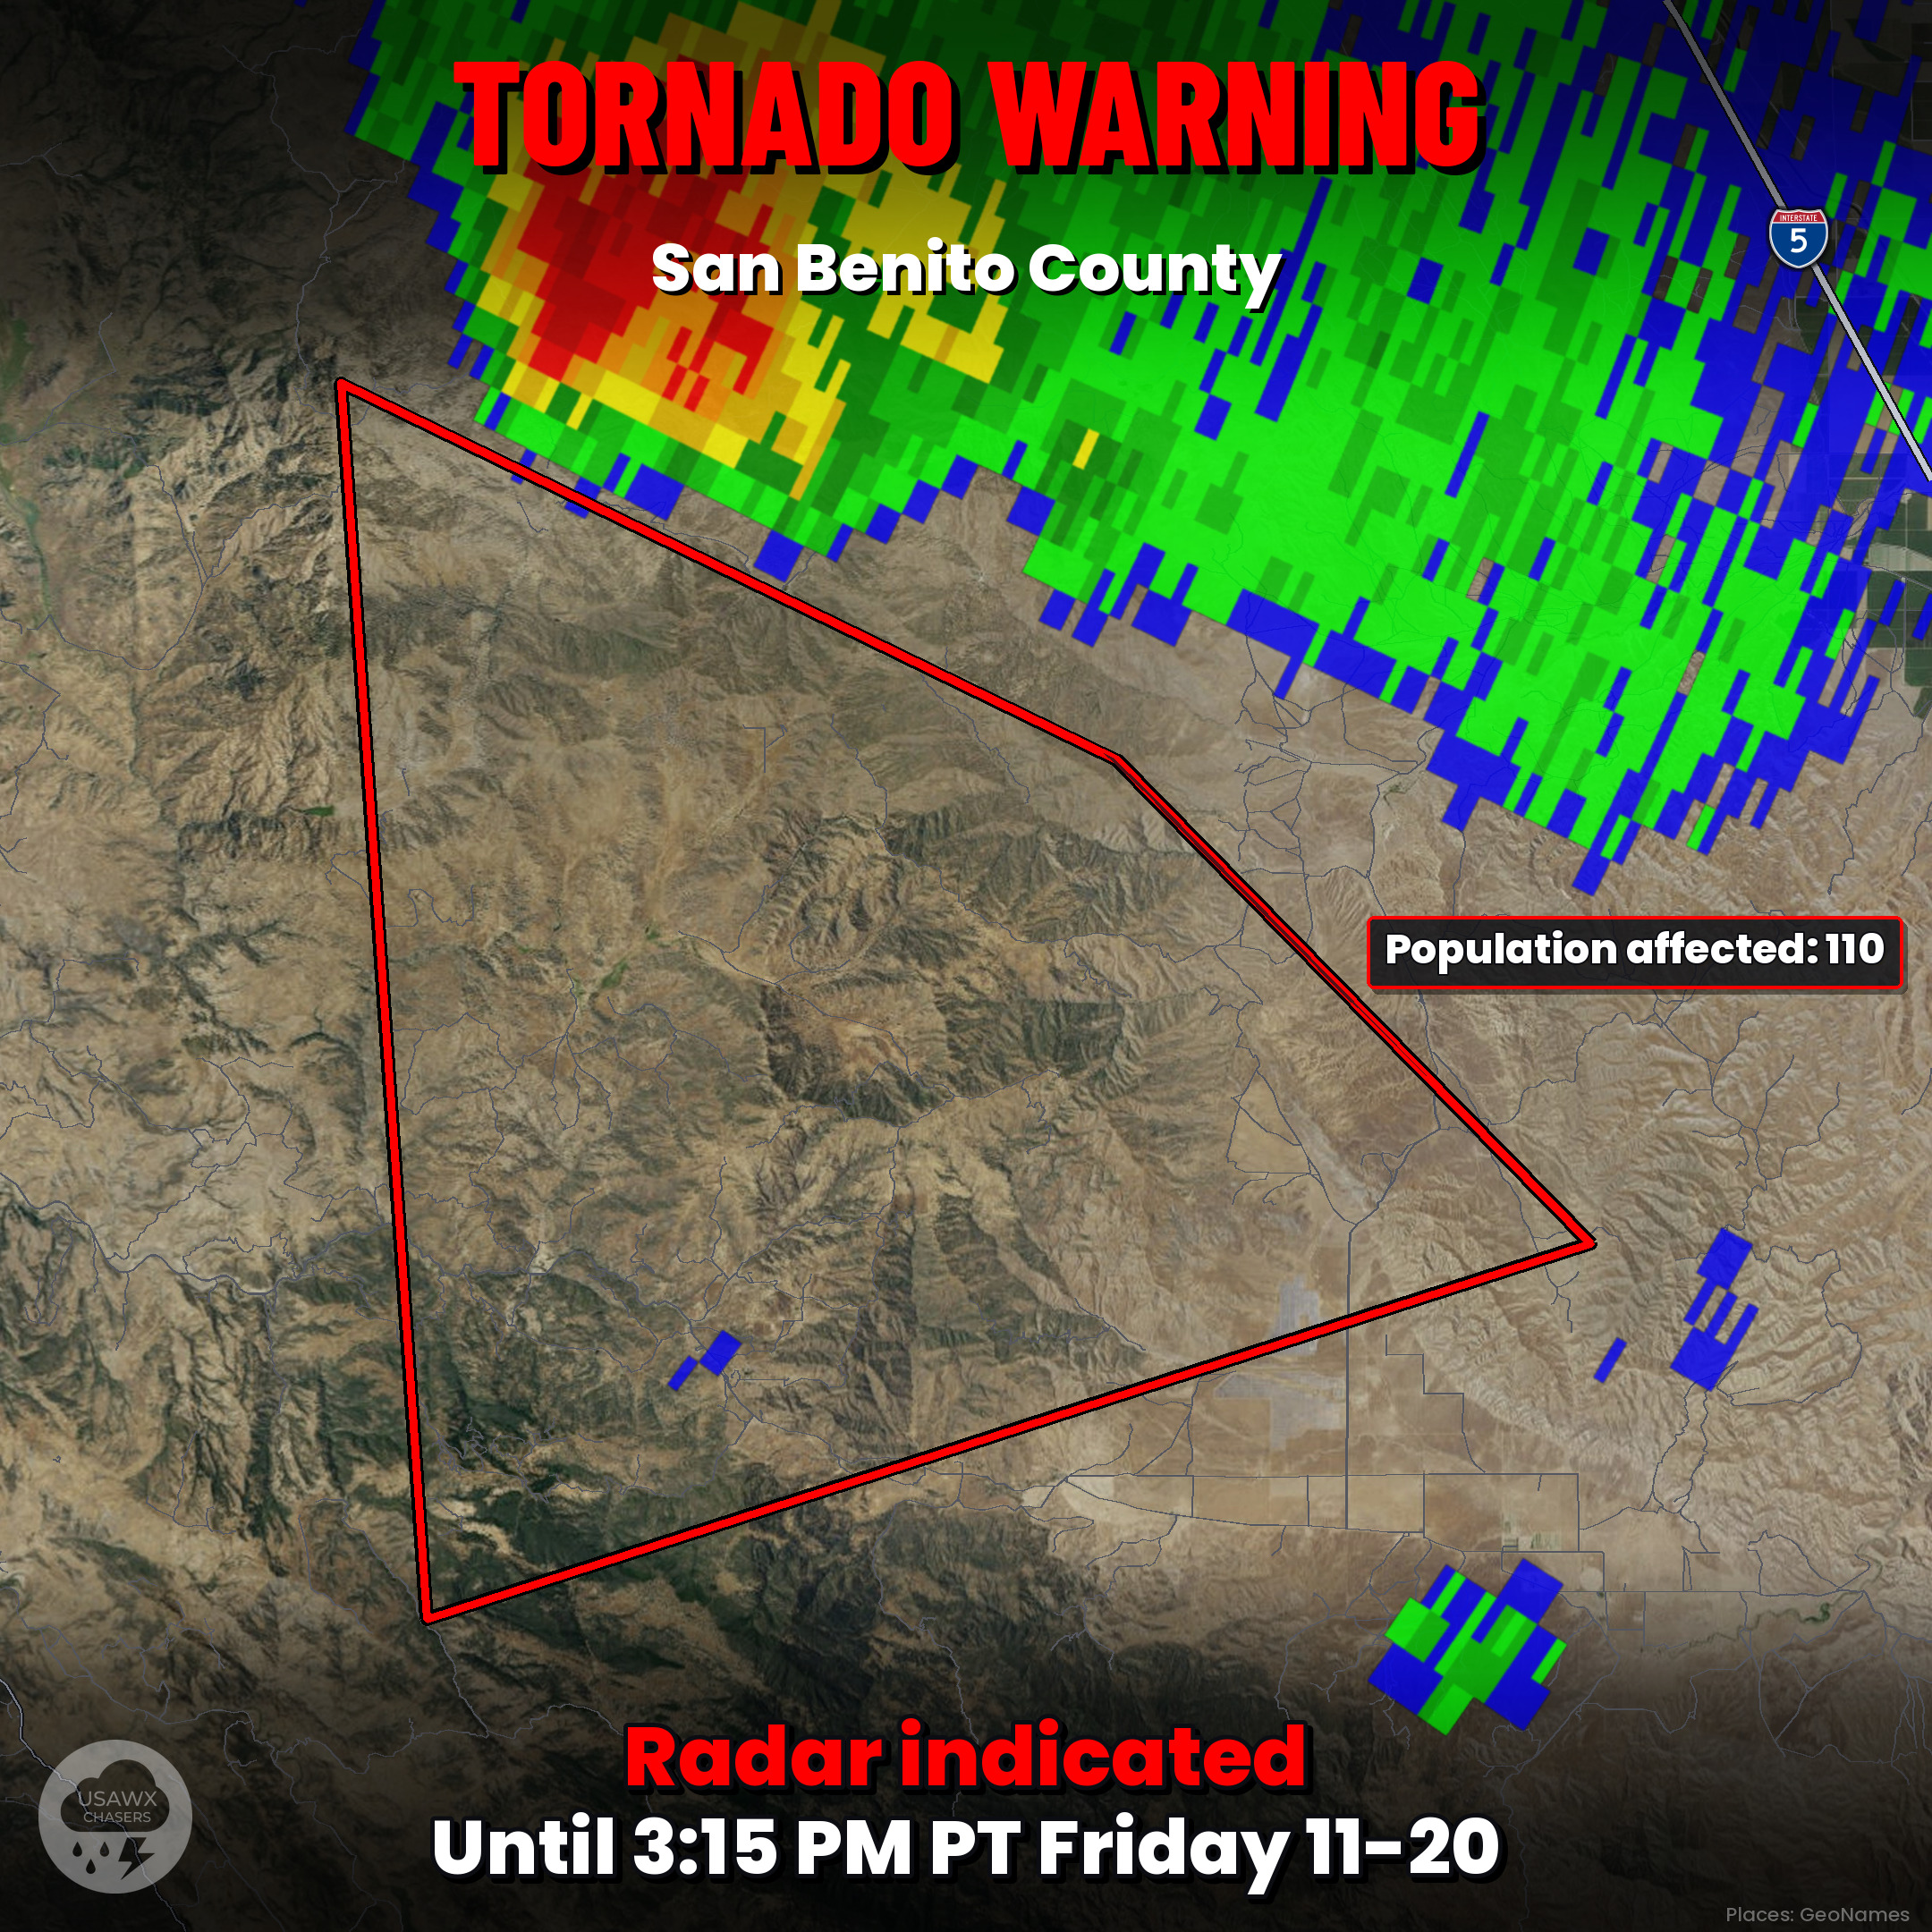 TORNADO WARNING
INTERSTATE
5
San Benito County
Population affected: 110
Radar indicated
Until 3:15 PM PT Friday 11-20
USAWX
CHASERS
Places: GeoNames